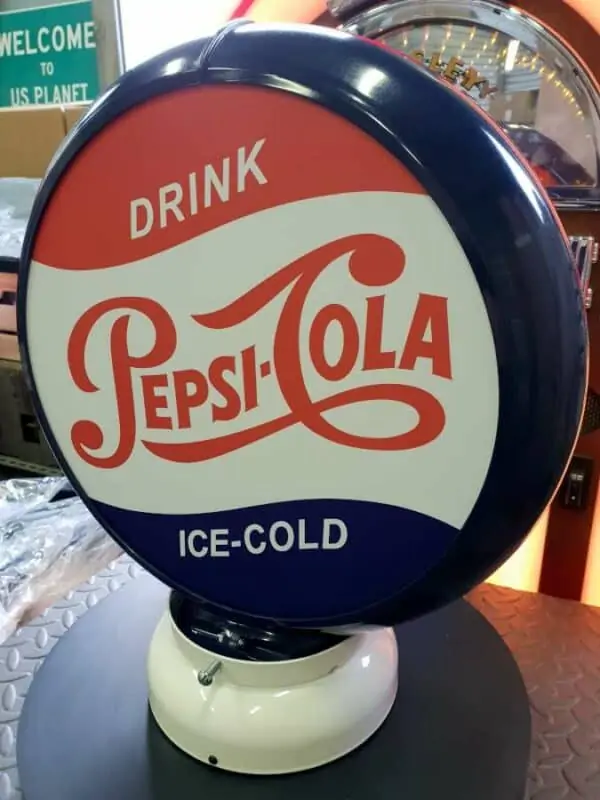 WELCOME
TO
US PLANET
DRINK
PEPSI-COLA
ICE-COLD